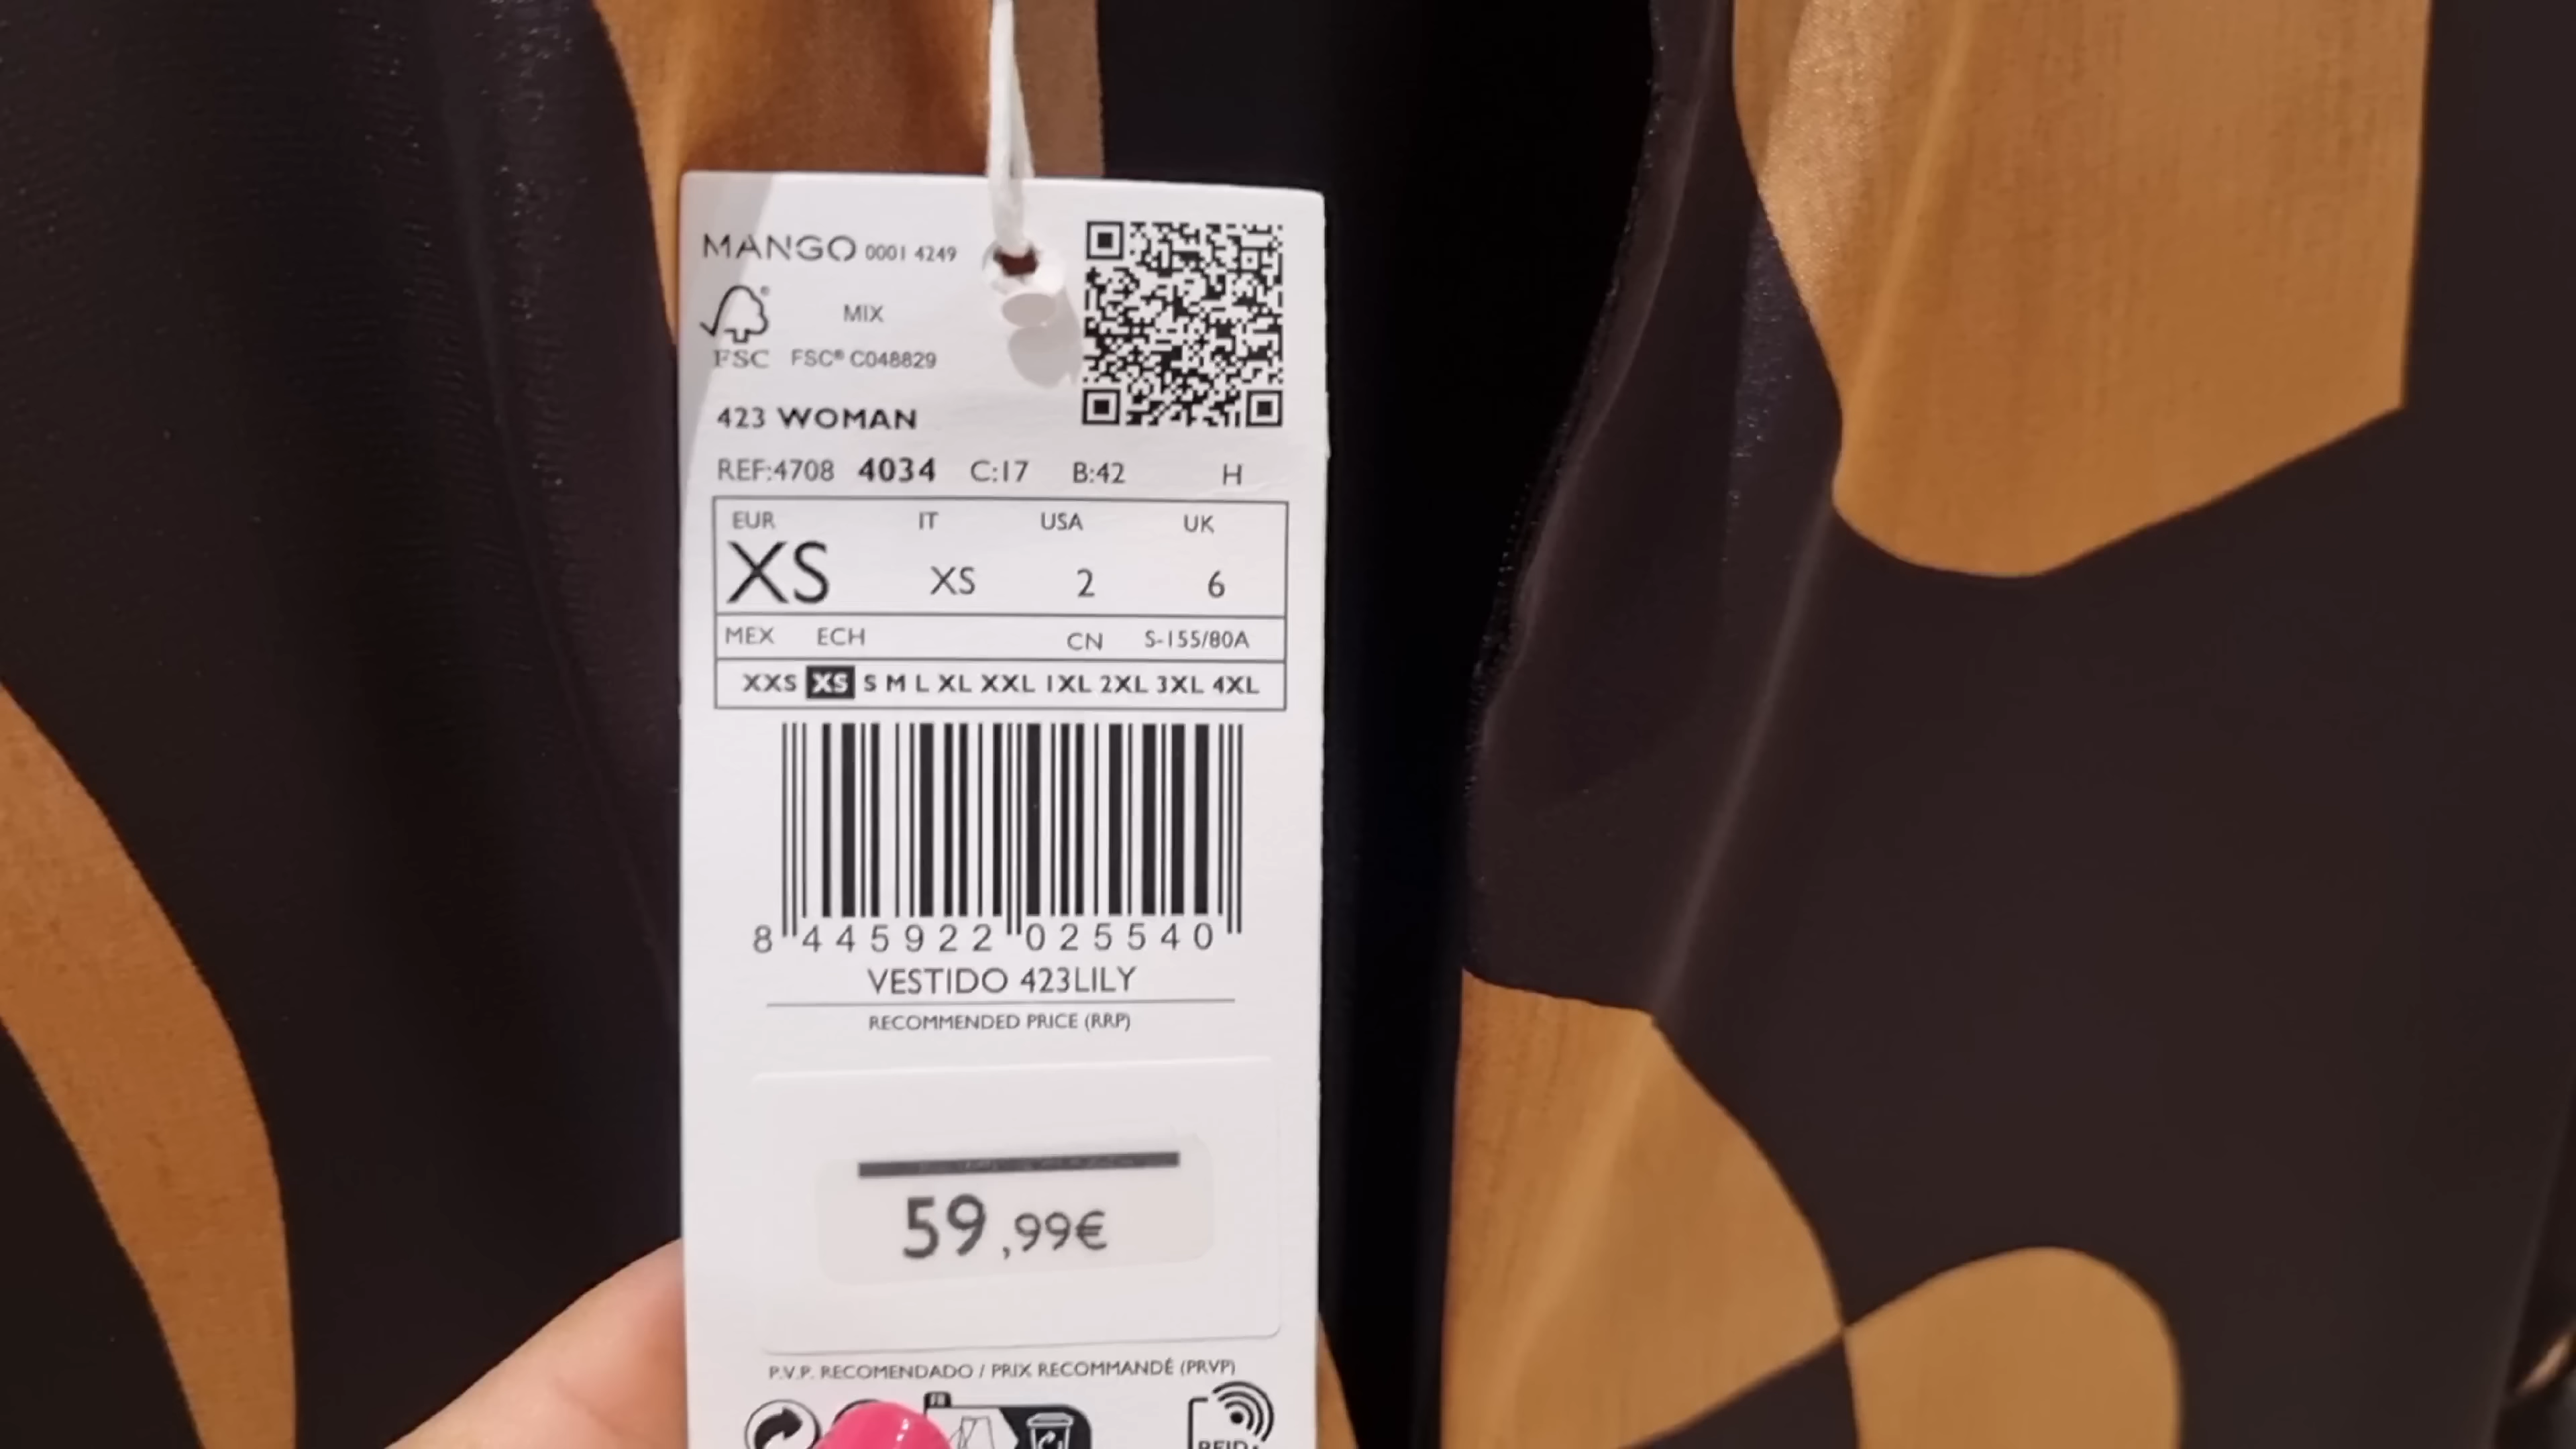 MANGO 0001 4249
MIX
FSC FSC® C048829
423 WOMAN
REF:4708 4034 C:17 B:42 H
EUR IT USA UK
XS XS 2 6
MEX ECH CN S-155/80A
XXS XS S M L XL XXL 1XL 2XL 3XL 4XL
8 445922 025540
VESTIDO 423LILY
RECOMMENDED PRICE (RRP)
59,99€
P.V.P. RECOMENDADO / PRIX RECOMMANDÉ (PRVP)
FR
RFID